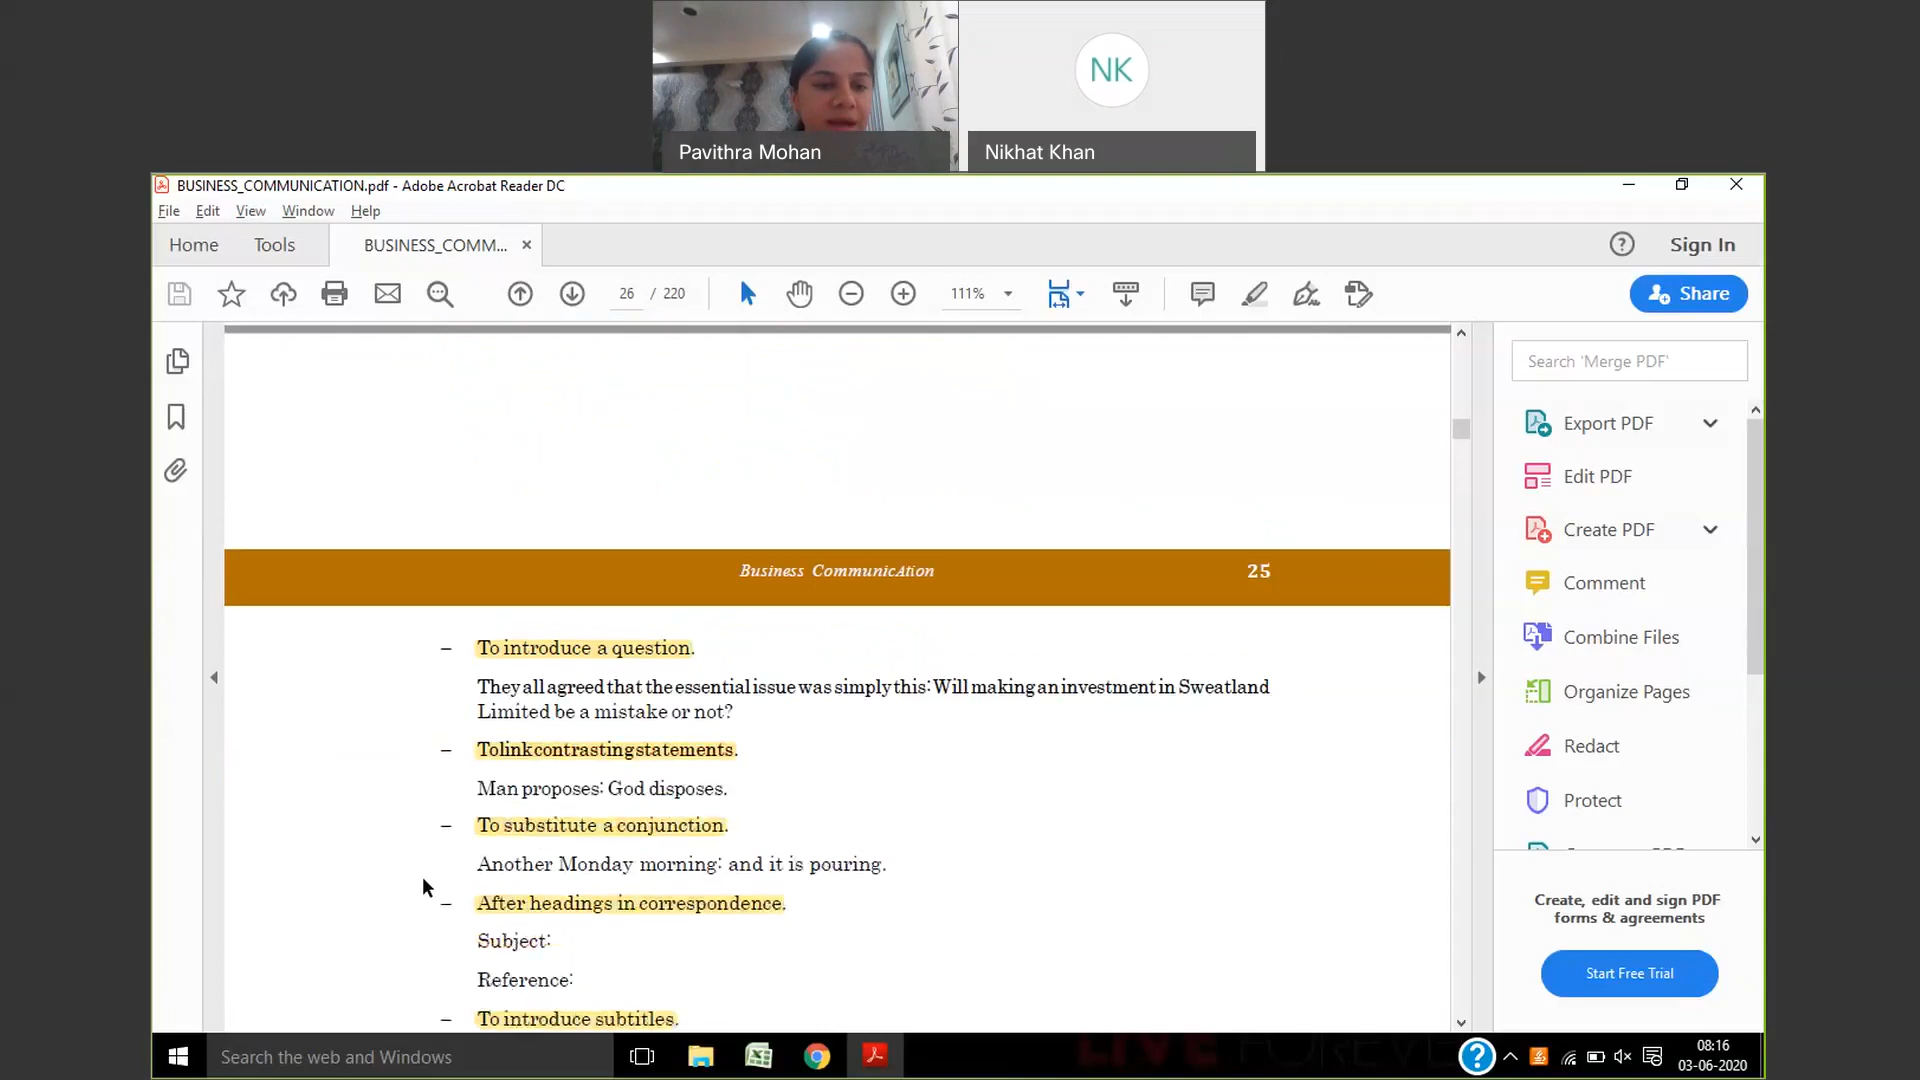 NK
Pavithra Mohan
Nikhat Khan
BUSINESS_COMMUNICATION.pdf - Adobe Acrobat Reader DC
File Edit View Window Help
Home Tools BUSINESS_COMM... × ? Sign In
26 / 220 111% Share
Search 'Merge PDF'
Export PDF
Edit PDF
Create PDF
Comment
Combine Files
Organize Pages
Redact
Protect
Create, edit and sign PDF
forms & agreements
Start Free Trial
Business CommunicAtion 25
– To introduce a question.
They all agreed that the essential issue was simply this: Will making an investment in Sweatland
Limited be a mistake or not?
– To link contrasting statements.
Man proposes: God disposes.
– To substitute a conjunction.
Another Monday morning: and it is pouring.
– After headings in correspondence.
Subject:
Reference:
– To introduce subtitles.
Search the web and Windows
LIVE FOREVE
08:16
03-06-2020